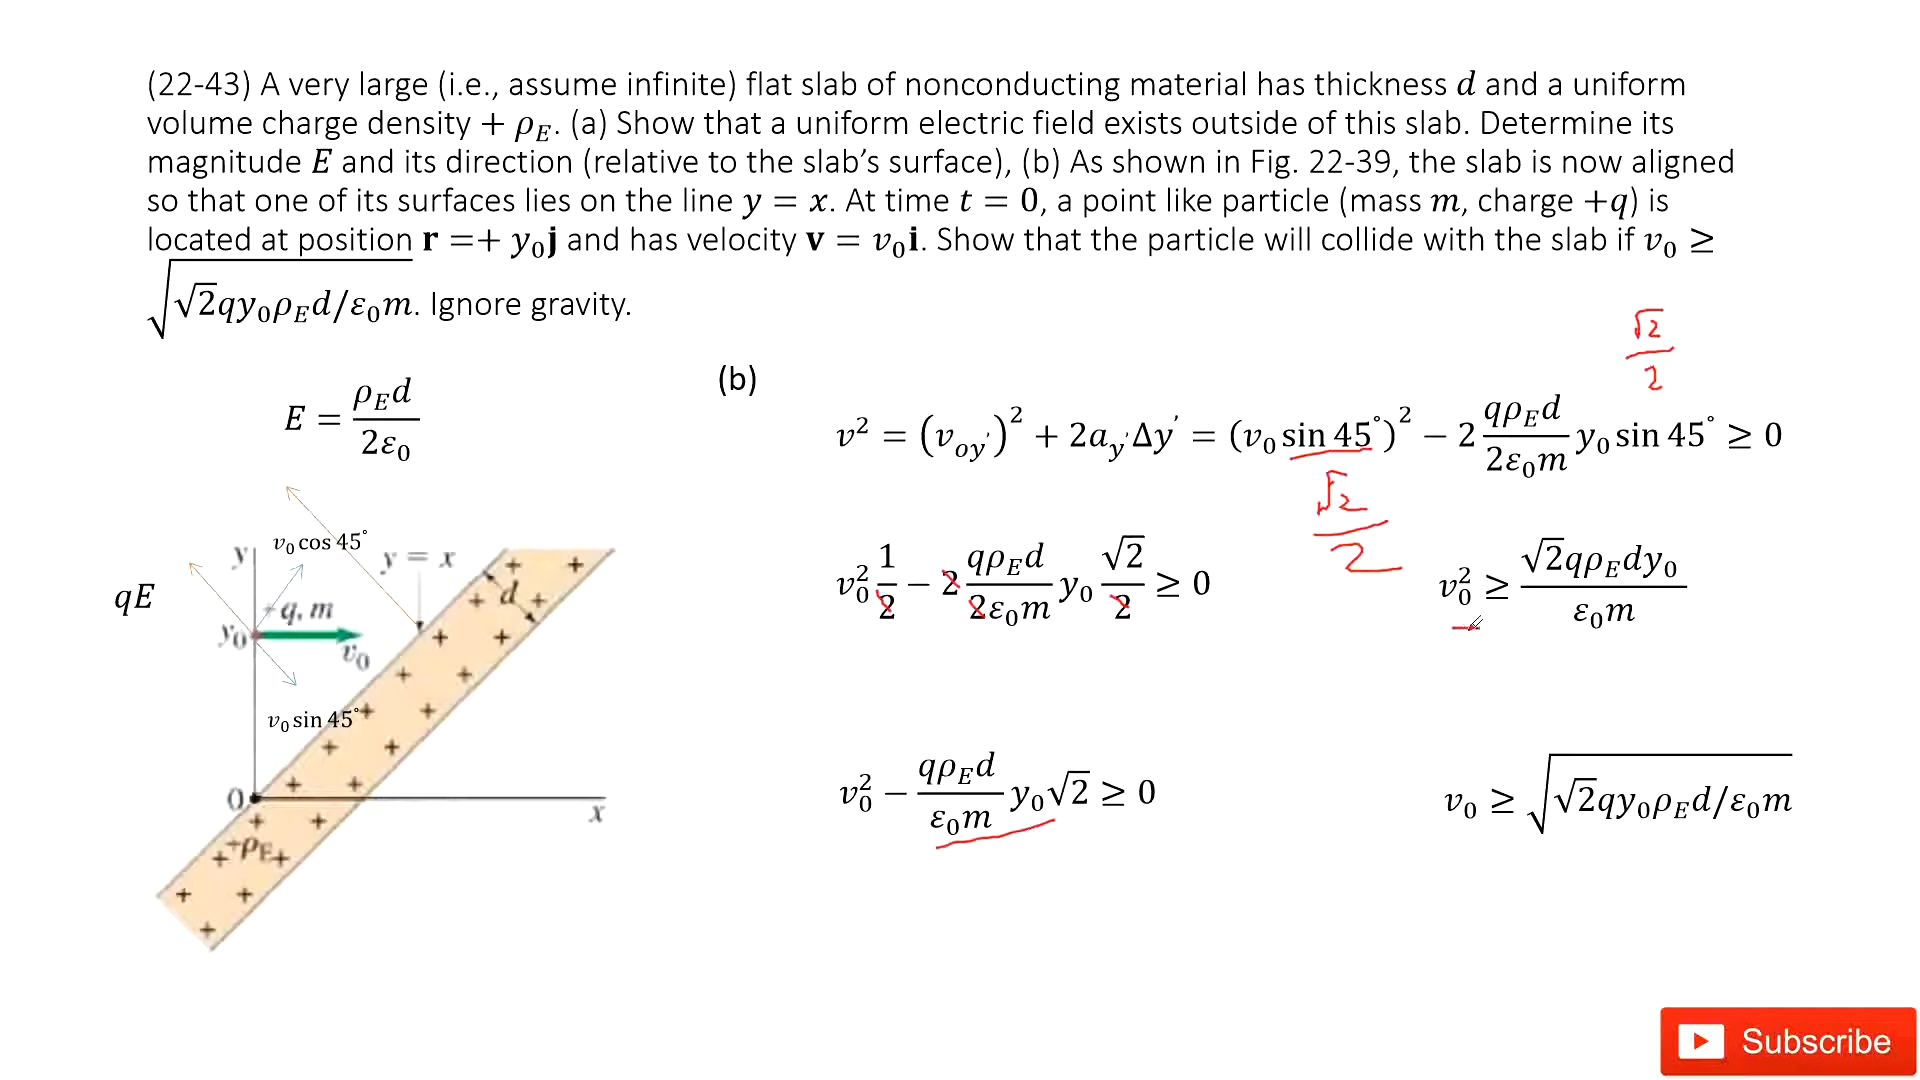 (22-43) A very large (i.e., assume infinite) flat slab of nonconducting material has thickness d and a uniform
volume charge density + ρ_E. (a) Show that a uniform electric field exists outside of this slab. Determine its
magnitude E and its direction (relative to the slab’s surface), (b) As shown in Fig. 22-39, the slab is now aligned
so that one of its surfaces lies on the line y = x. At time t = 0, a point like particle (mass m, charge +q) is
located at position r =+ y₀j and has velocity v = v₀i. Show that the particle will collide with the slab if v₀ ≥
√(√2qy₀ρ_Ed/ε₀m). Ignore gravity.
√2/2
E = ρ_Ed/2ε₀
(b)
v² = (v_oy′)² + 2a_y′Δy′ = (v₀ sin 45°)² − 2 qρ_Ed/2ε₀m y₀ sin 45° ≥ 0
√2/2
v₀ cos 45°
y
y = x
d
qE
q, m
y₀
v₀
v₀ sin 45°
0
x
+ρ_E
v₀² 1/2 − 2 qρ_Ed/2ε₀m y₀ √2/2 ≥ 0
v₀² ≥ √2qρ_Edy₀/ε₀m
v₀² − qρ_Ed/ε₀m y₀√2 ≥ 0
v₀ ≥ √(√2qy₀ρ_Ed/ε₀m)
Subscribe